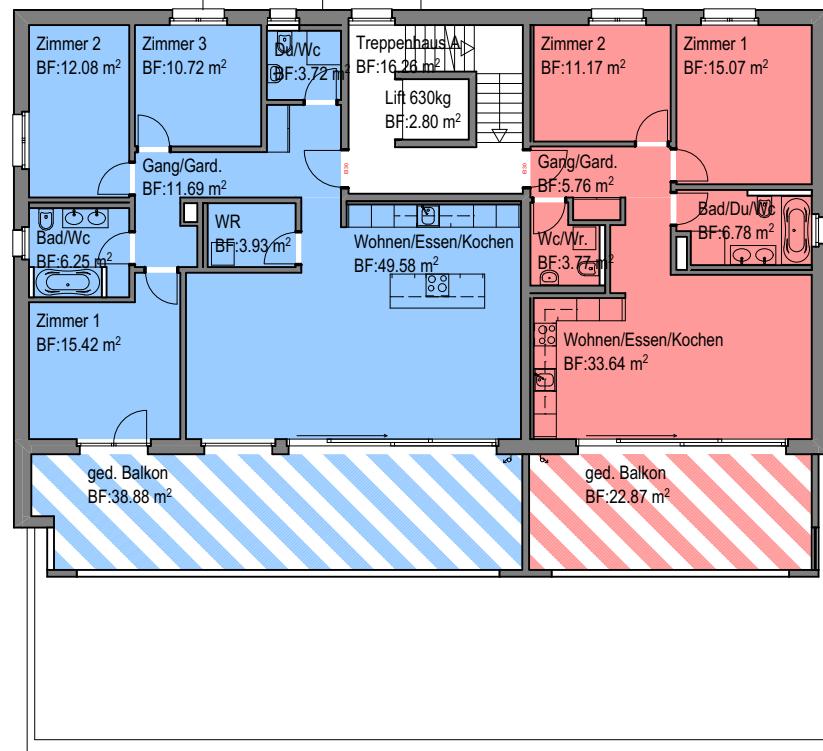 Zimmer 2
BF:12.08 m²
Zimmer 3
BF:10.72 m²
Du/Wc
BF:3.72 m²
Treppenhaus A
BF:16.26 m²
Lift 630kg
BF:2.80 m²
Zimmer 2
BF:11.17 m²
Zimmer 1
BF:15.07 m²
Gang/Gard.
BF:11.69 m²
B30
B30
Gang/Gard.
BF:5.76 m²
Bad/Wc
BF:6.25 m²
WR
BF:3.93 m²
Wohnen/Essen/Kochen
BF:49.58 m²
Wc/Wr.
BF:3.77 m²
Bad/Du/Wc
BF:6.78 m²
Zimmer 1
BF:15.42 m²
Wohnen/Essen/Kochen
BF:33.64 m²
ged. Balkon
BF:38.88 m²
ged. Balkon
BF:22.87 m²